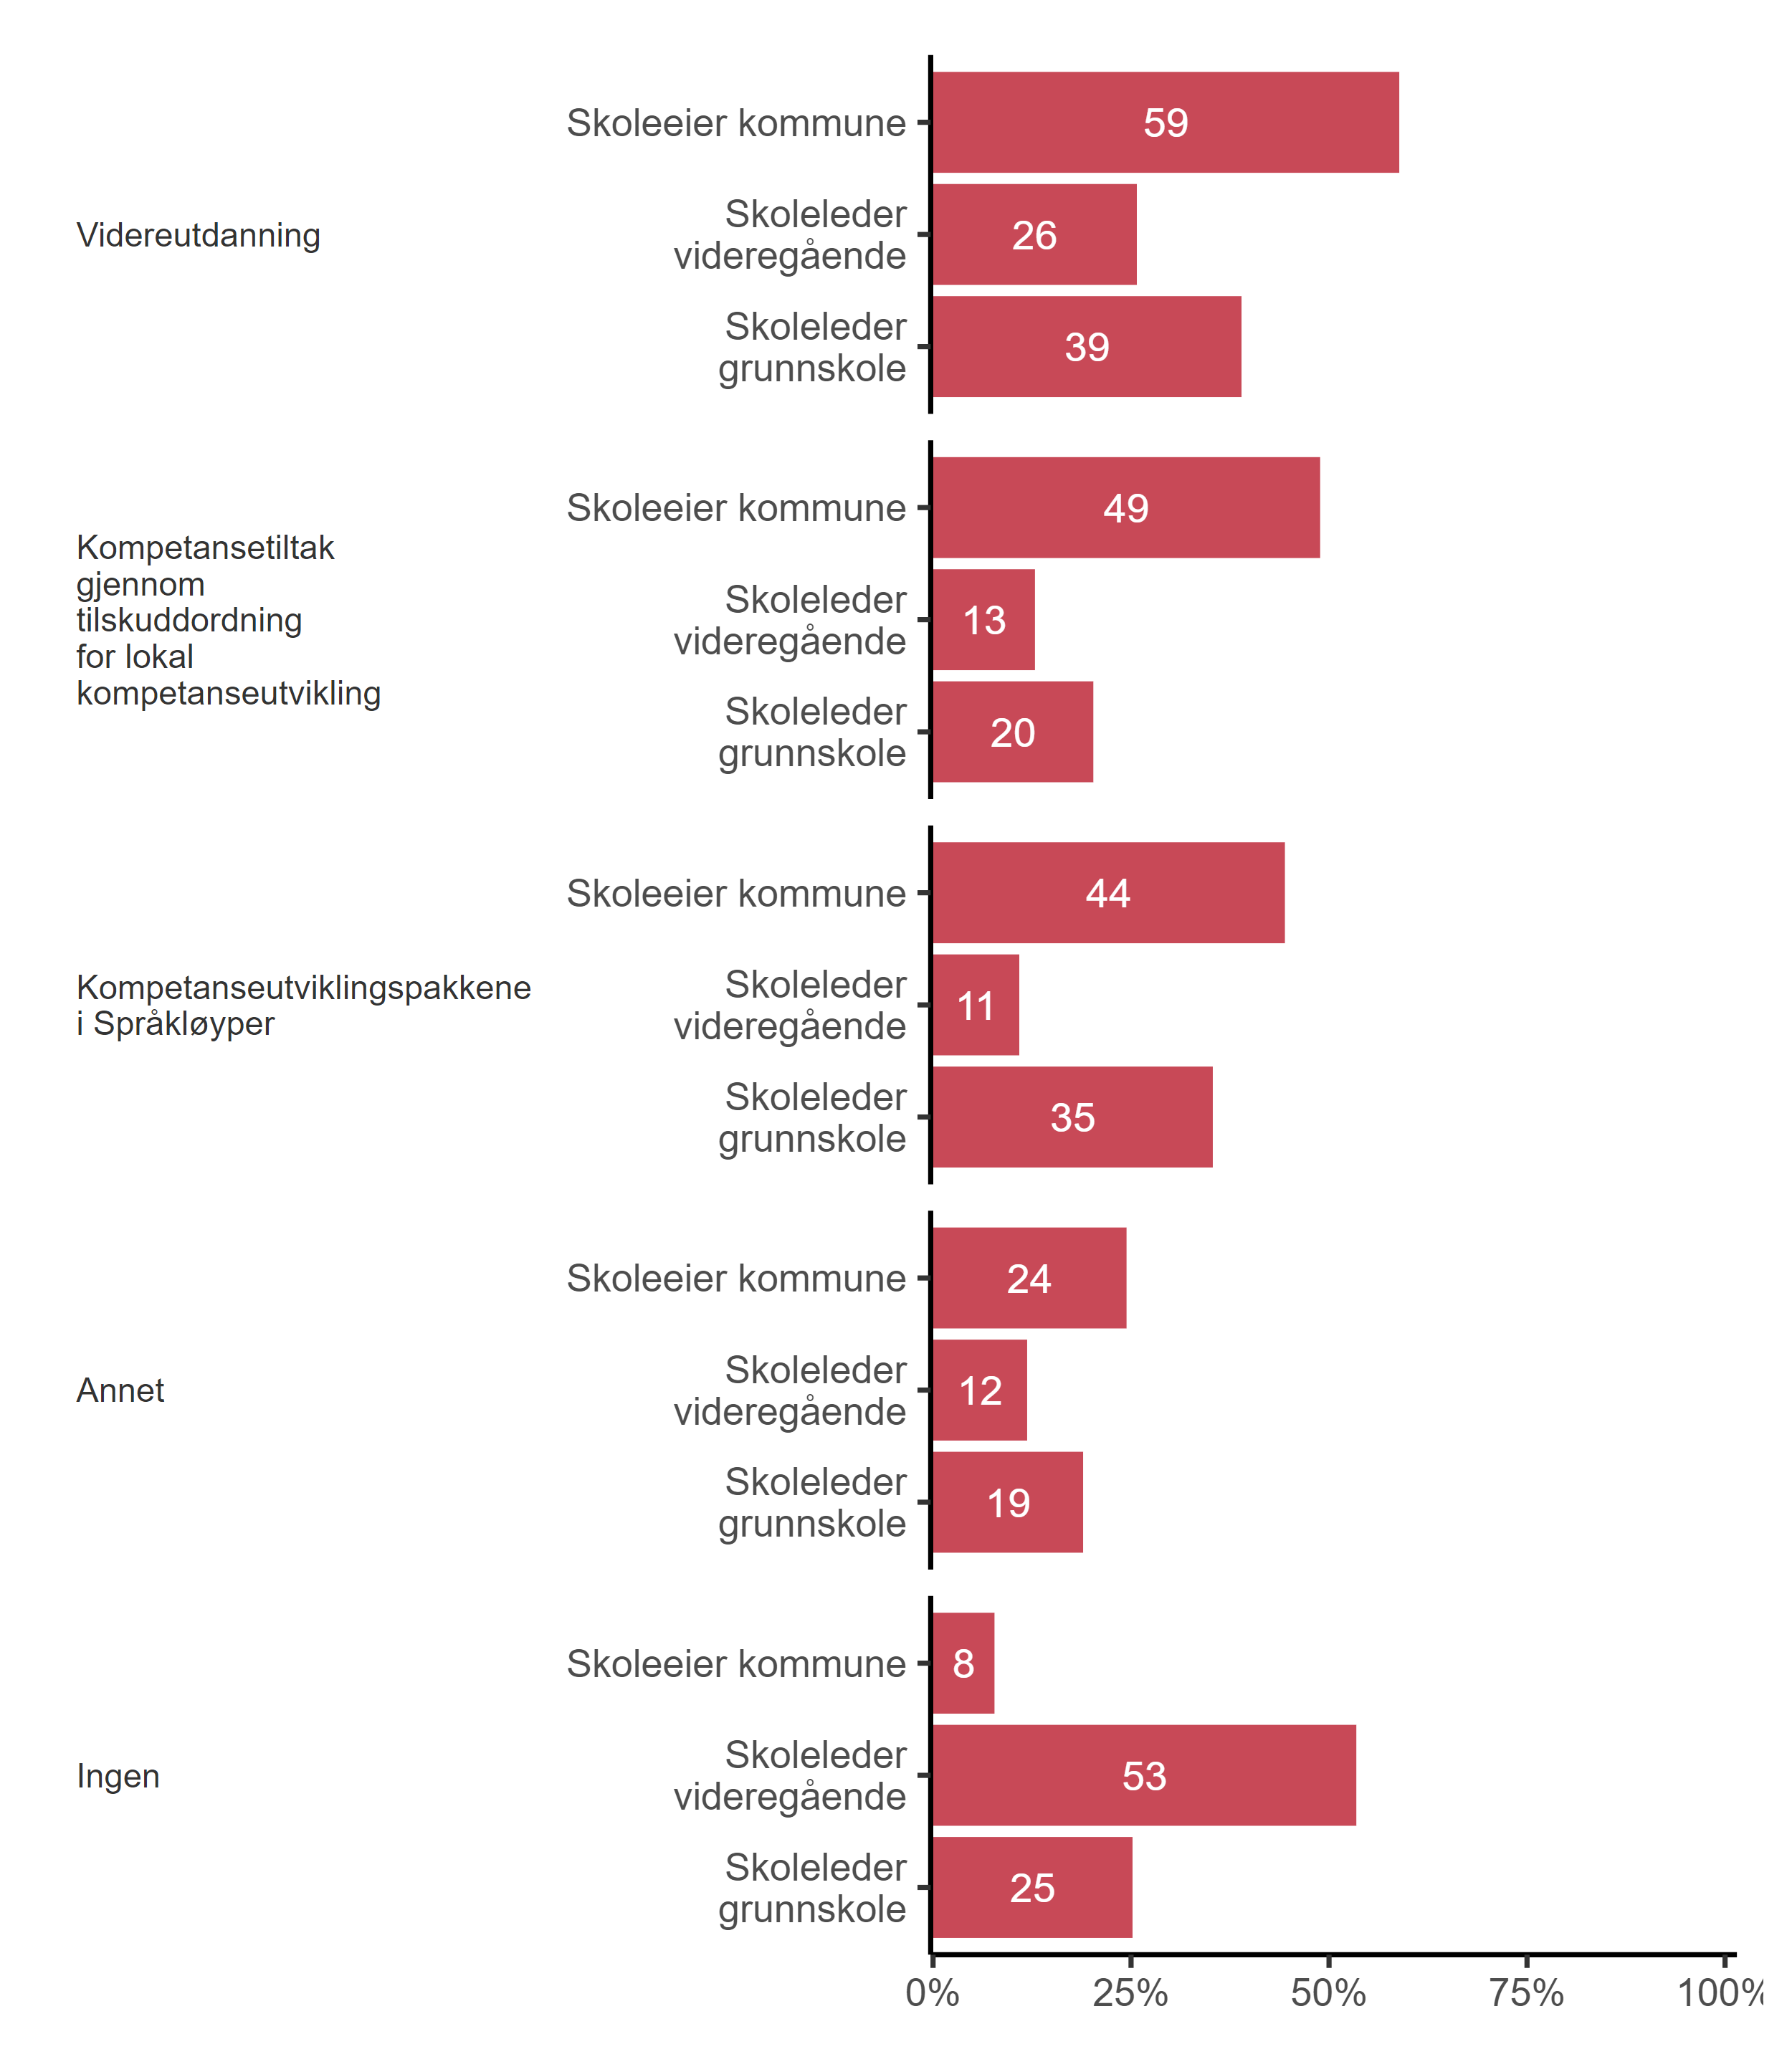 Videreutdanning
Skoleeier kommune
59
Skoleleder
videregående
26
Skoleleder
grunnskole
39
Kompetansetiltak
gjennom
tilskuddordning
for lokal
kompetanseutvikling
Skoleeier kommune
49
Skoleleder
videregående
13
Skoleleder
grunnskole
20
Kompetanseutviklingspakkene
i Språkløyper
Skoleeier kommune
44
Skoleleder
videregående
11
Skoleleder
grunnskole
35
Annet
Skoleeier kommune
24
Skoleleder
videregående
12
Skoleleder
grunnskole
19
Ingen
Skoleeier kommune
8
Skoleleder
videregående
53
Skoleleder
grunnskole
25
0% 25% 50% 75% 100%